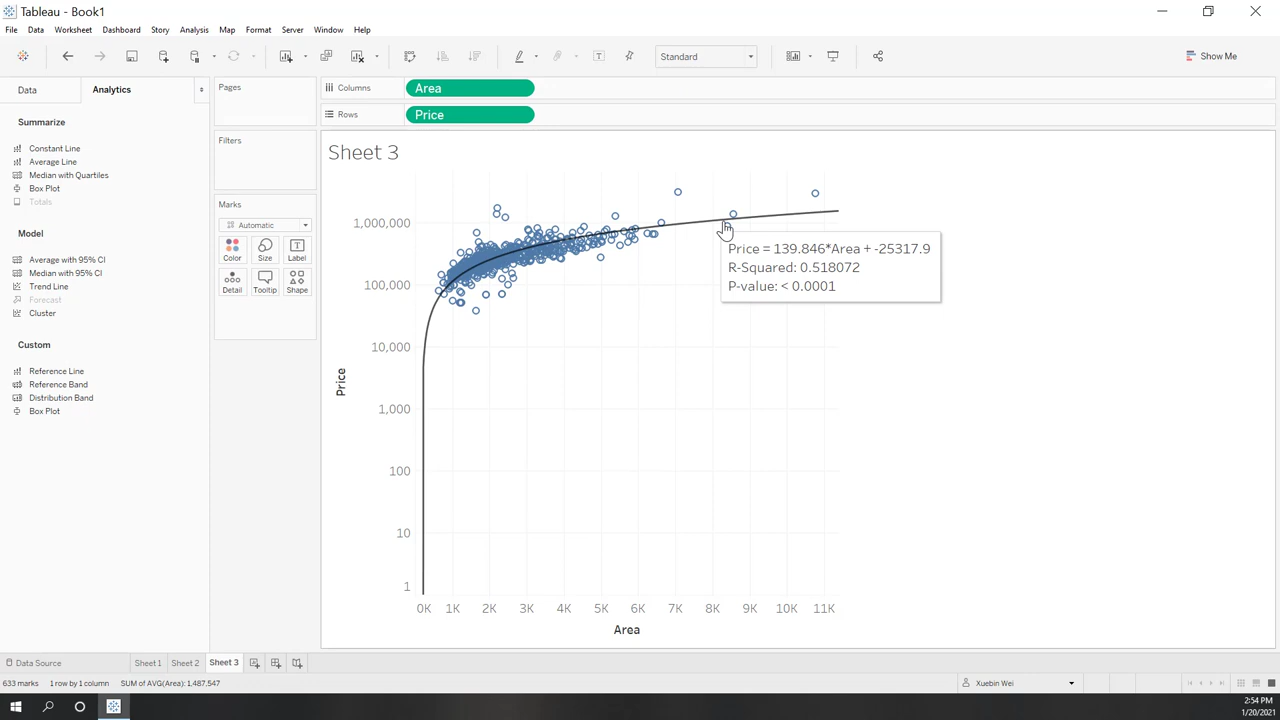 Tableau - Book1
File Data Worksheet Dashboard Story Analysis Map Format Server Window Help
Standard
Show Me
Data Analytics
Summarize
Constant Line
Average Line
Median with Quartiles
Box Plot
Totals
Model
Average with 95% CI
Median with 95% CI
Trend Line
Forecast
Cluster
Custom
Reference Line
Reference Band
Distribution Band
Box Plot
Pages
Filters
Marks
Automatic
Color Size Label
Detail Tooltip Shape
Columns Area
Rows Price
Sheet 3
1,000,000
100,000
10,000
1,000
100
10
1
Price
0K 1K 2K 3K 4K 5K 6K 7K 8K 9K 10K 11K
Area
Price = 139.846*Area + -25317.9
R-Squared: 0.518072
P-value: < 0.0001
Data Source Sheet 1 Sheet 2 Sheet 3
633 marks 1 row by 1 column SUM of AVG(Area): 1,487,547 Xuebin Wei
2:54 PM
1/20/2021